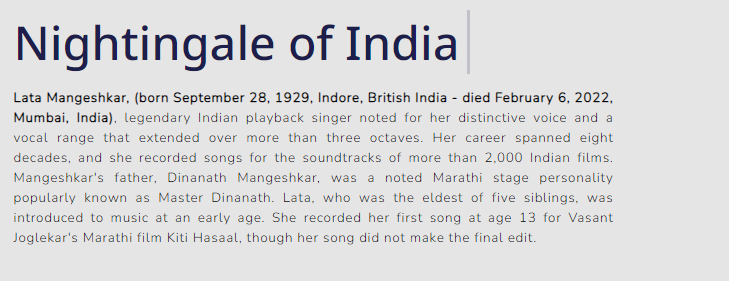 Nightingale of India
Lata Mangeshkar, (born September 28, 1929, Indore, British India - died February 6, 2022,
Mumbai, India), legendary Indian playback singer noted for her distinctive voice and a
vocal range that extended over more than three octaves. Her career spanned eight
decades, and she recorded songs for the soundtracks of more than 2,000 Indian films.
Mangeshkar's father, Dinanath Mangeshkar, was a noted Marathi stage personality
popularly known as Master Dinanath. Lata, who was the eldest of five siblings, was
introduced to music at an early age. She recorded her first song at age 13 for Vasant
Joglekar's Marathi film Kiti Hasaal, though her song did not make the final edit.